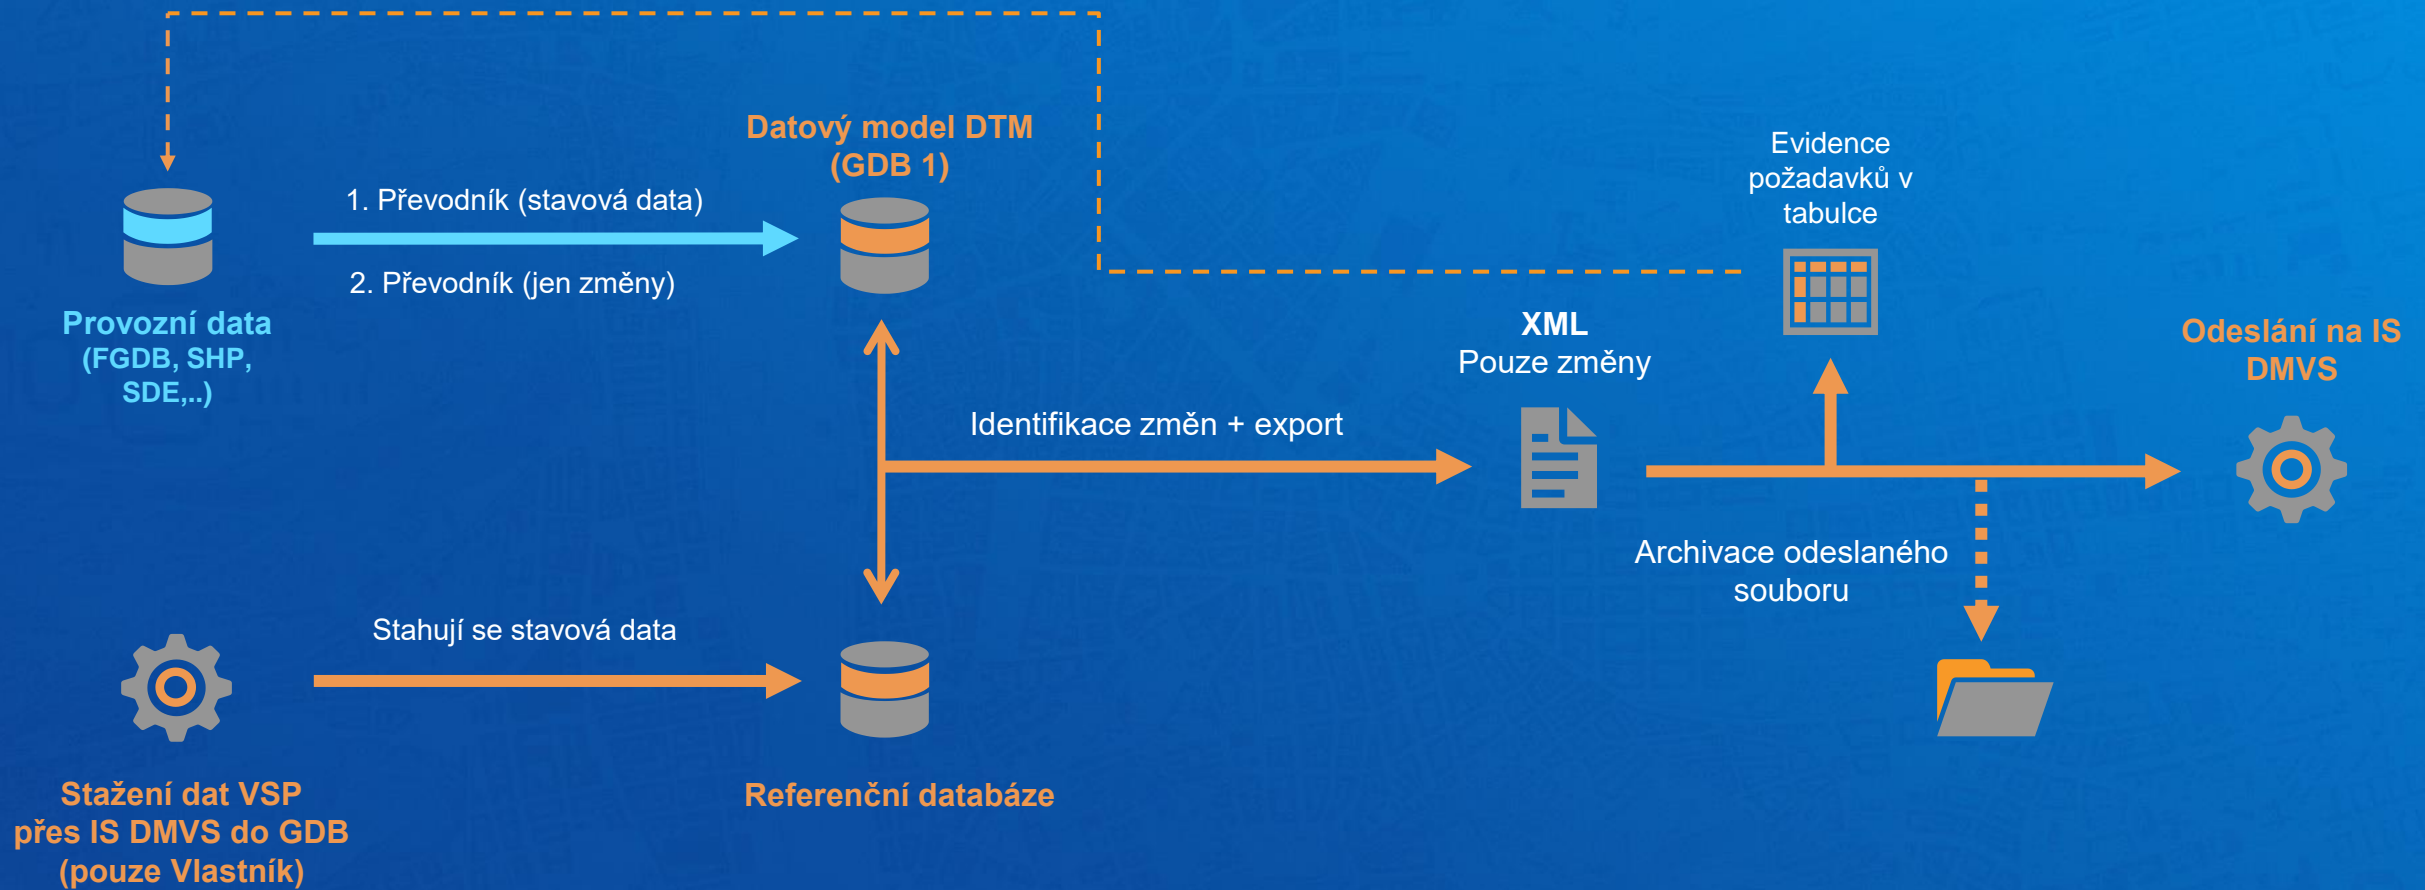 Datový model DTM
(GDB 1)
1. Převodník (stavová data)
2. Převodník (jen změny)
Provozní data
(FGDB, SHP,
SDE,..)
Evidence
požadavků v
tabulce
XML
Pouze změny
Odeslání na IS
DMVS
Identifikace změn + export
Archivace odeslaného
souboru
Stahují se stavová data
Stažení dat VSP
přes IS DMVS do GDB
(pouze Vlastník)
Referenční databáze